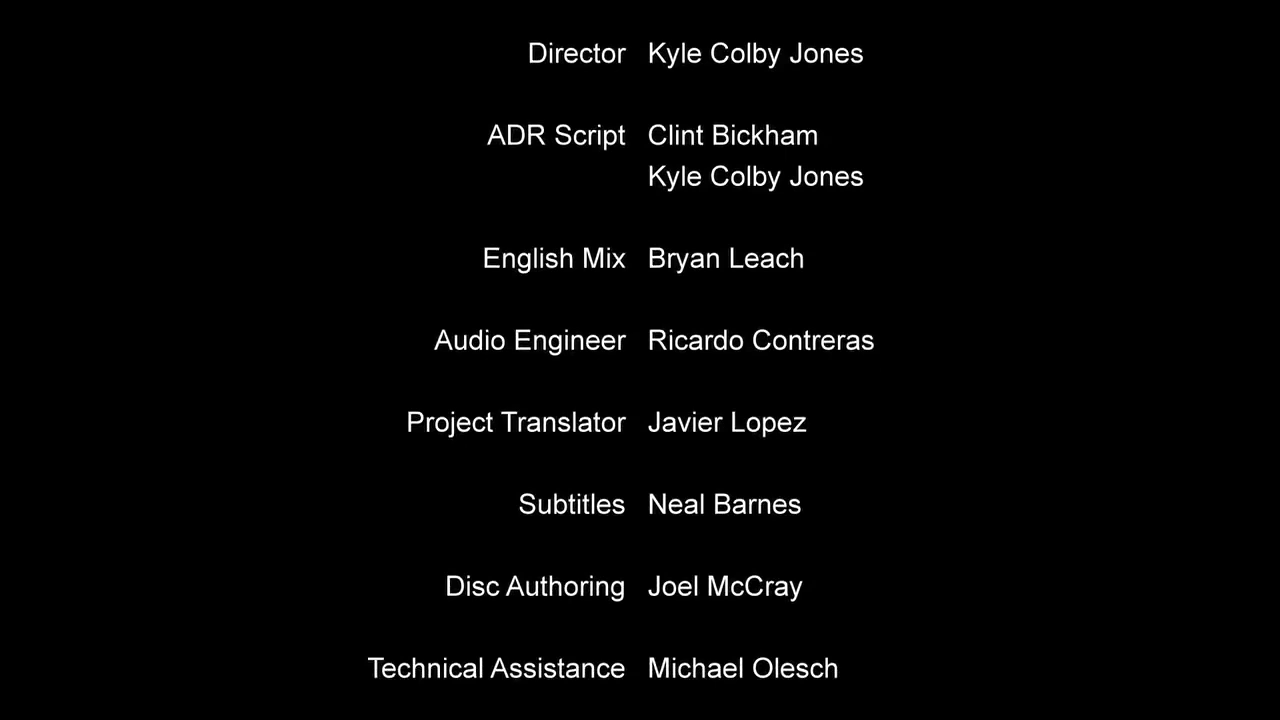 Director Kyle Colby Jones
ADR Script Clint Bickham
Kyle Colby Jones
English Mix Bryan Leach
Audio Engineer Ricardo Contreras
Project Translator Javier Lopez
Subtitles Neal Barnes
Disc Authoring Joel McCray
Technical Assistance Michael Olesch